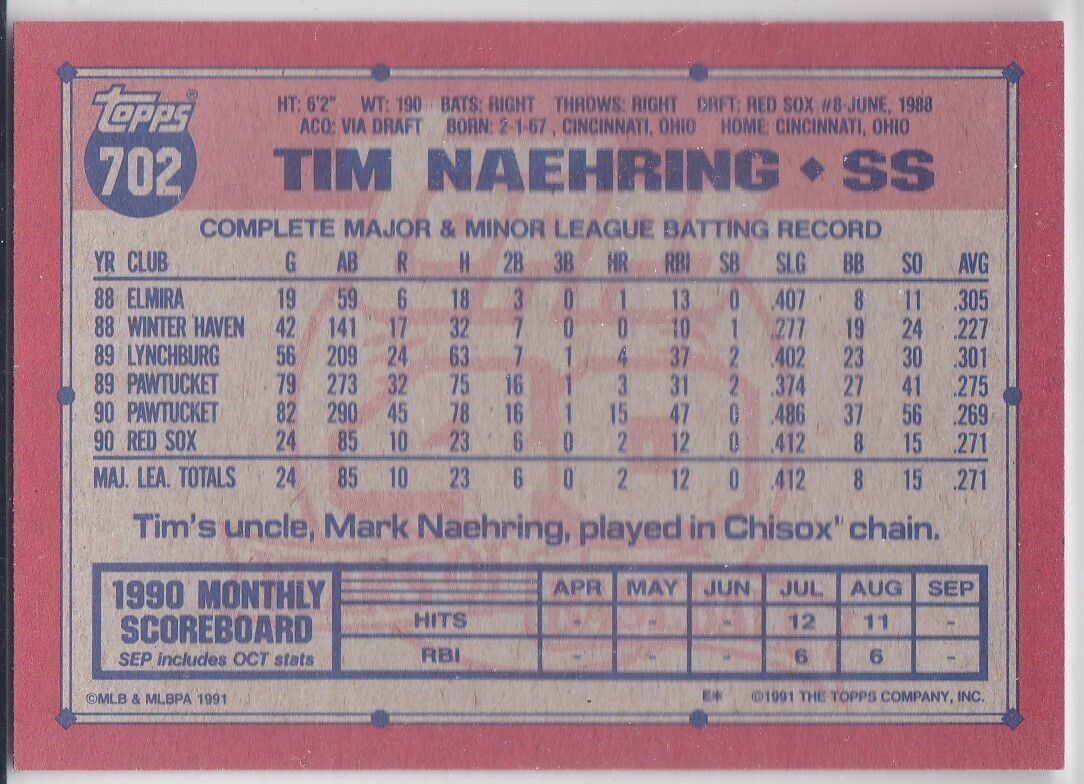 topps®
702
HT: 6'2" WT: 190 BATS: RIGHT THROWS: RIGHT DRFT: RED SOX #8-JUNE, 1988
ACQ: VIA DRAFT BORN: 2-1-67, CINCINNATI, OHIO HOME: CINCINNATI, OHIO
TIM NAEHRING ◆ SS
COMPLETE MAJOR & MINOR LEAGUE BATTING RECORD
YR CLUB G AB R H 2B 3B HR RBI SB SLG BB SO AVG
88 ELMIRA 19 59 6 18 3 0 1 13 0 .407 8 11 .305
88 WINTER HAVEN 42 141 17 32 7 0 0 10 1 .277 19 24 .227
89 LYNCHBURG 56 209 24 63 7 1 4 37 2 .402 23 30 .301
89 PAWTUCKET 79 273 32 75 16 1 3 31 2 .374 27 41 .275
90 PAWTUCKET 82 290 45 78 16 1 15 47 0 .486 37 56 .269
90 RED SOX 24 85 10 23 6 0 2 12 0 .412 8 15 .271
MAJ. LEA. TOTALS 24 85 10 23 6 0 2 12 0 .412 8 15 .271
Tim's uncle, Mark Naehring, played in Chisox" chain.
1990 MONTHLY
SCOREBOARD
SEP includes OCT stats
APR MAY JUN JUL AUG SEP
HITS - - - 12 11 -
RBI - - - 6 6 -
©MLB & MLBPA 1991 E* ©1991 THE TOPPS COMPANY, INC.